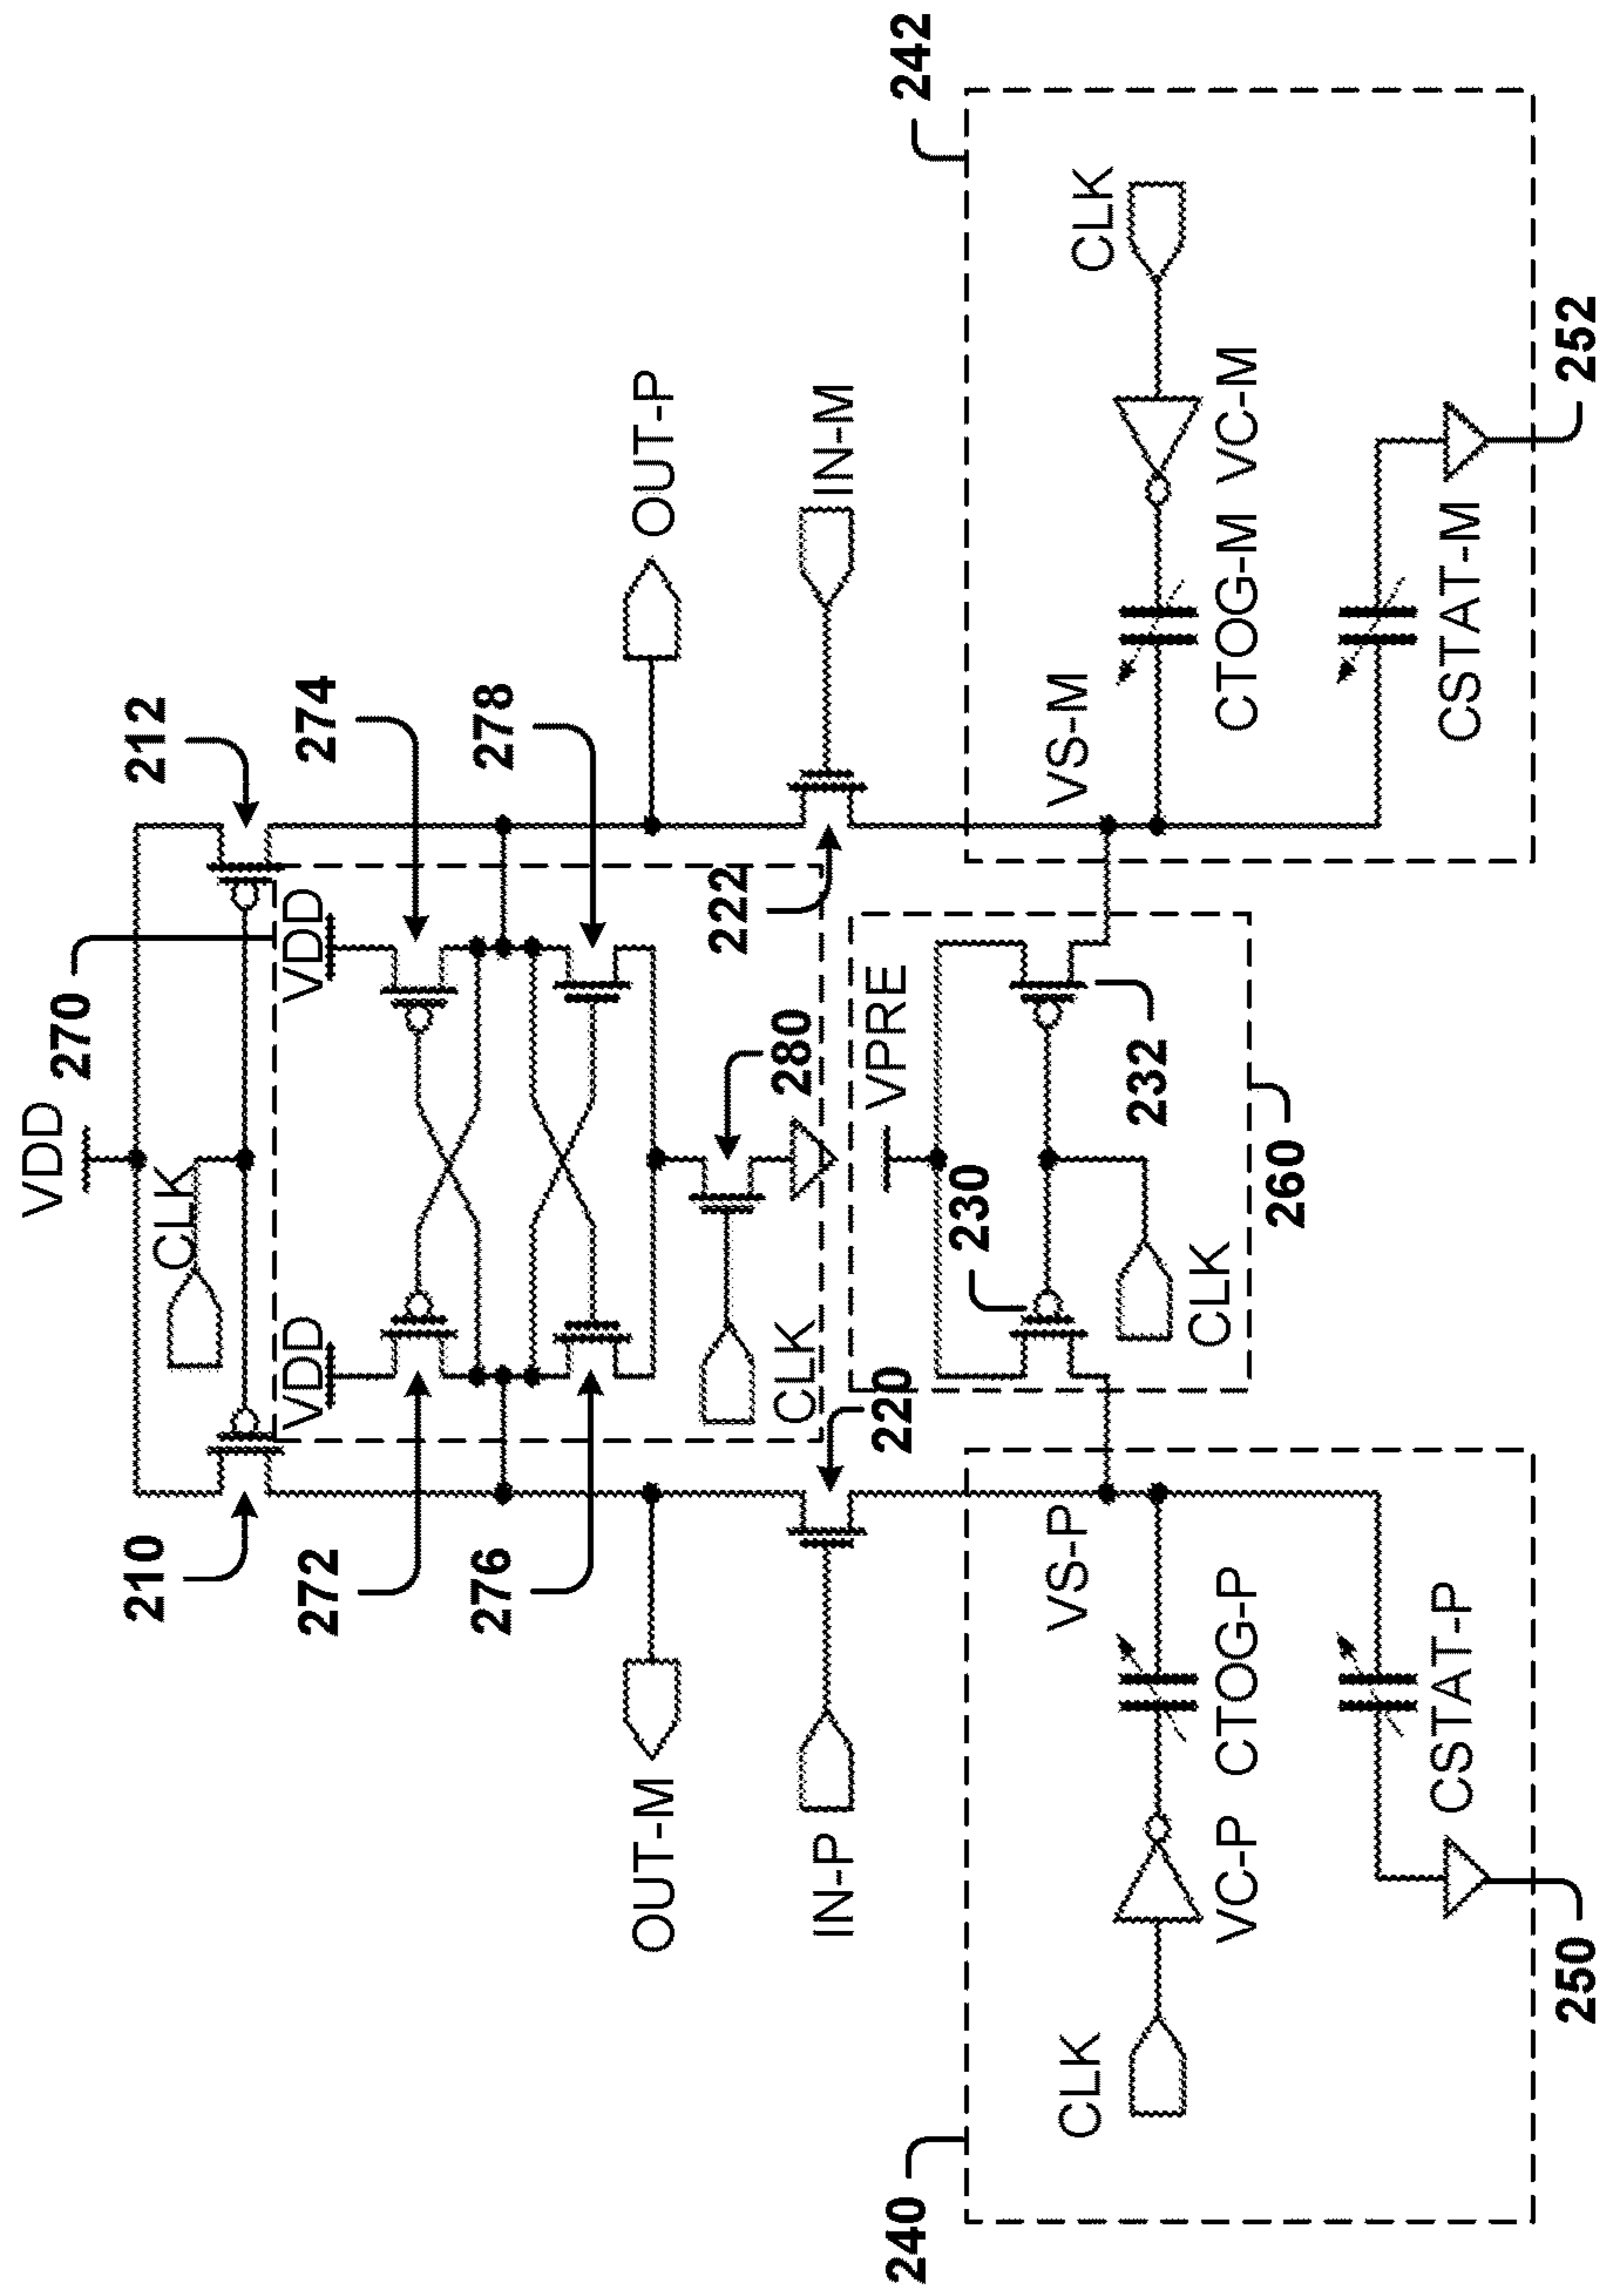 VDD
210
212
CLK
270
VDD
VDD
272
274
276
278
CLK
280
OUT-M
OUT-P
IN-P
IN-M
220
222
VPRE
230
232
CLK
260
240
242
VS-P
VS-M
CLK
CLK
VC-P
CTOG-P
CTOG-M
VC-M
CSTAT-P
CSTAT-M
250
252